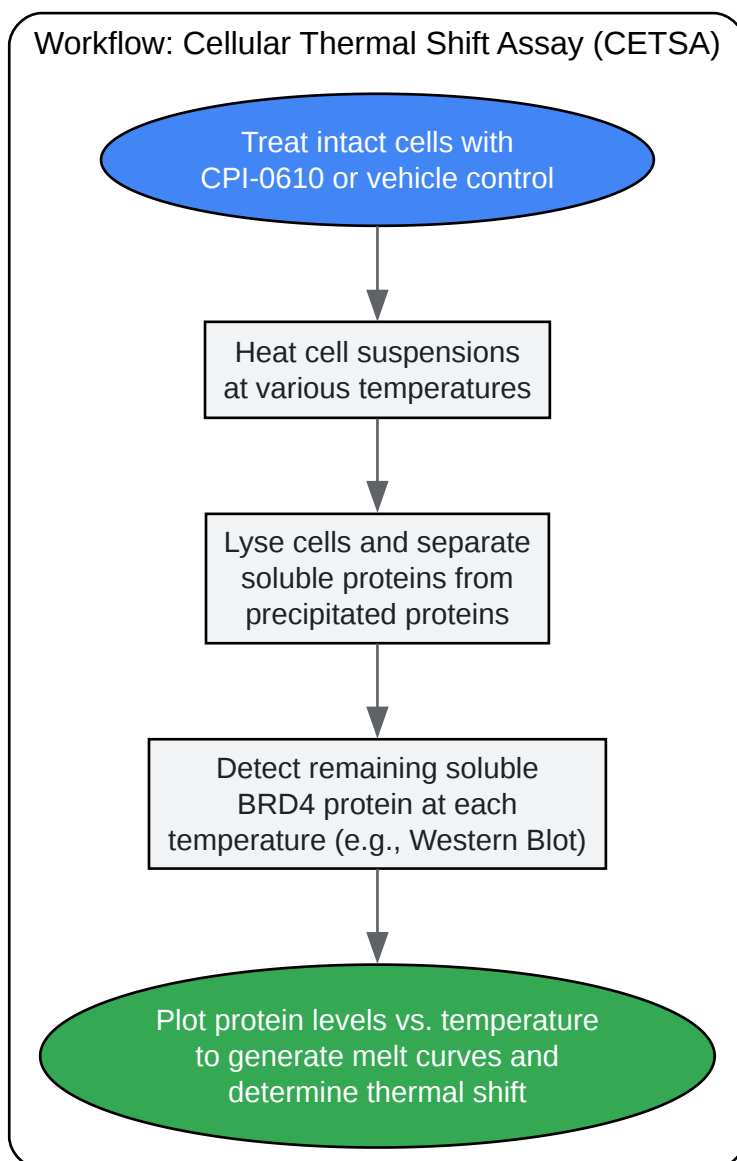 Workflow: Cellular Thermal Shift Assay (CETSA)
Treat intact cells with
CPI-0610 or vehicle control
Heat cell suspensions
at various temperatures
Lyse cells and separate
soluble proteins from
precipitated proteins
Detect remaining soluble
BRD4 protein at each
temperature (e.g., Western Blot)
Plot protein levels vs. temperature
to generate melt curves and
determine thermal shift